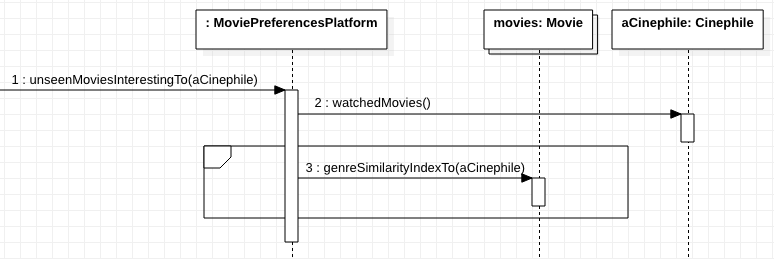 : MoviePreferencesPlatform
movies: Movie
aCinephile: Cinephile
1 : unseenMoviesInterestingTo(aCinephile)
2 : watchedMovies()
3 : genreSimilarityIndexTo(aCinephile)